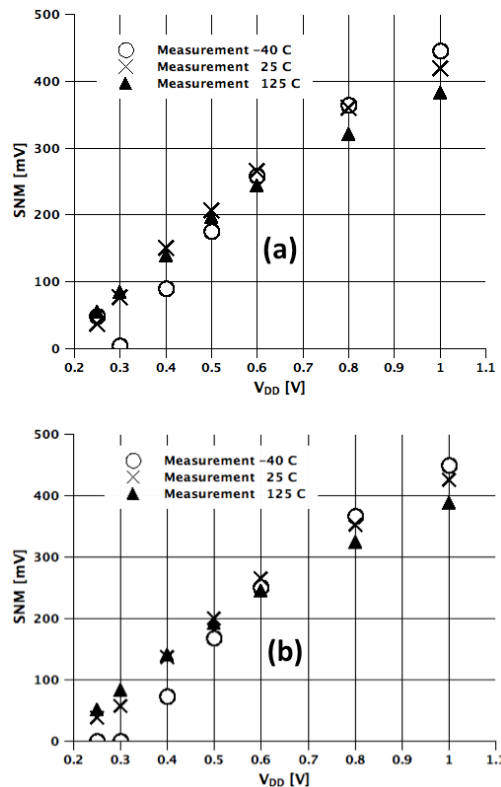 500
Measurement −40 C
Measurement 25 C
400
Measurement 125 C
SNM [mV]
300
200
(a)
100
0
0.2 0.3 0.4 0.5 0.6 0.7 0.8 0.9 1 1.1
VDD [V]
500
Measurement −40 C
Measurement 25 C
400
Measurement 125 C
SNM [mV]
300
200
(b)
100
0
0.2 0.3 0.4 0.5 0.6 0.7 0.8 0.9 1 1.1
VDD [V]